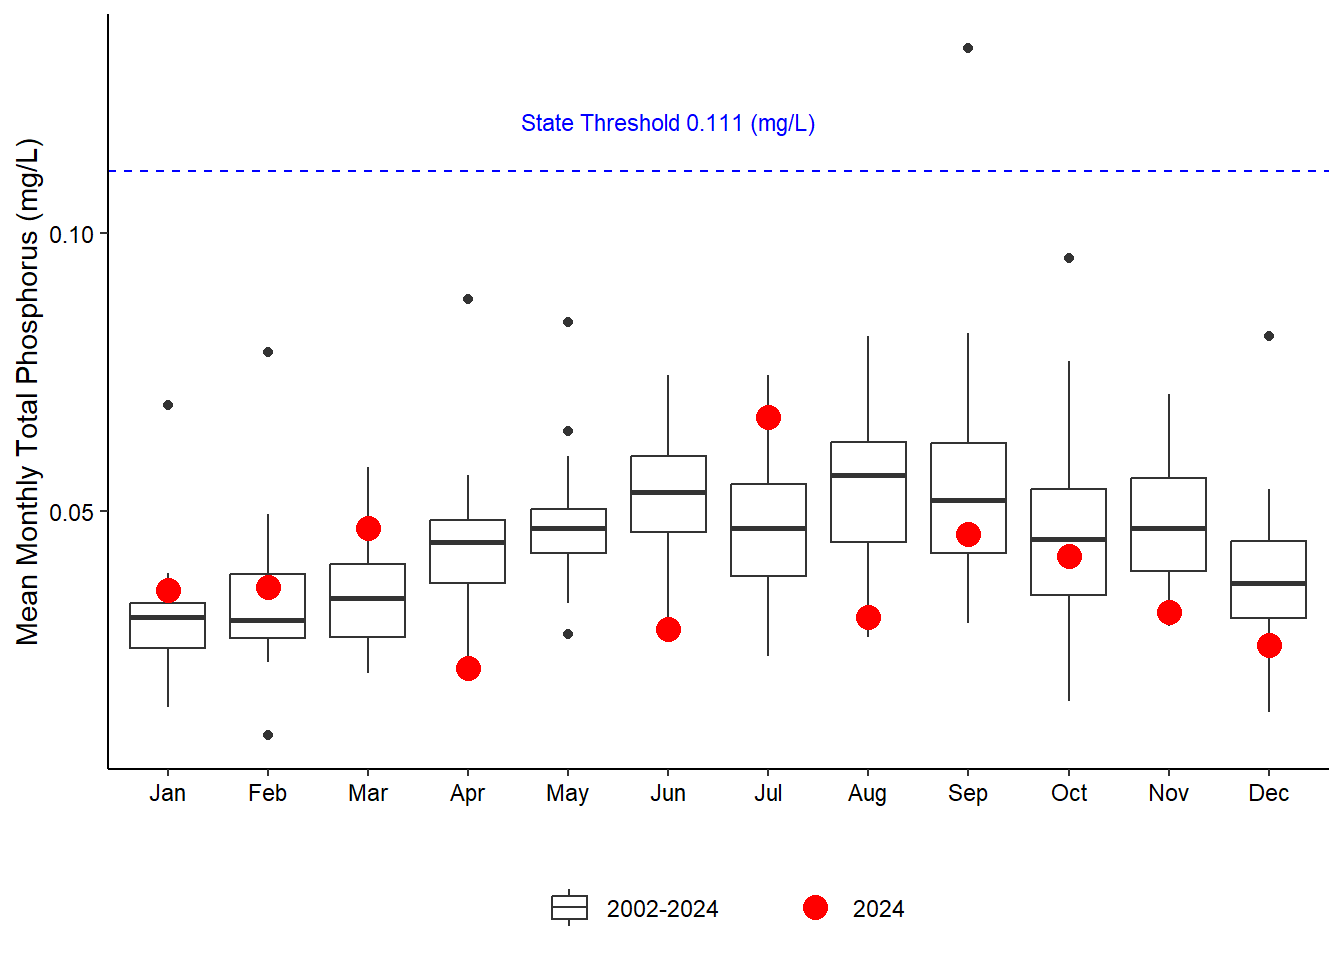 State Threshold 0.111 (mg/L)
Mean Monthly Total Phosphorus (mg/L)
0.10
0.05
Jan Feb Mar Apr May Jun Jul Aug Sep Oct Nov Dec
2002-2024 2024